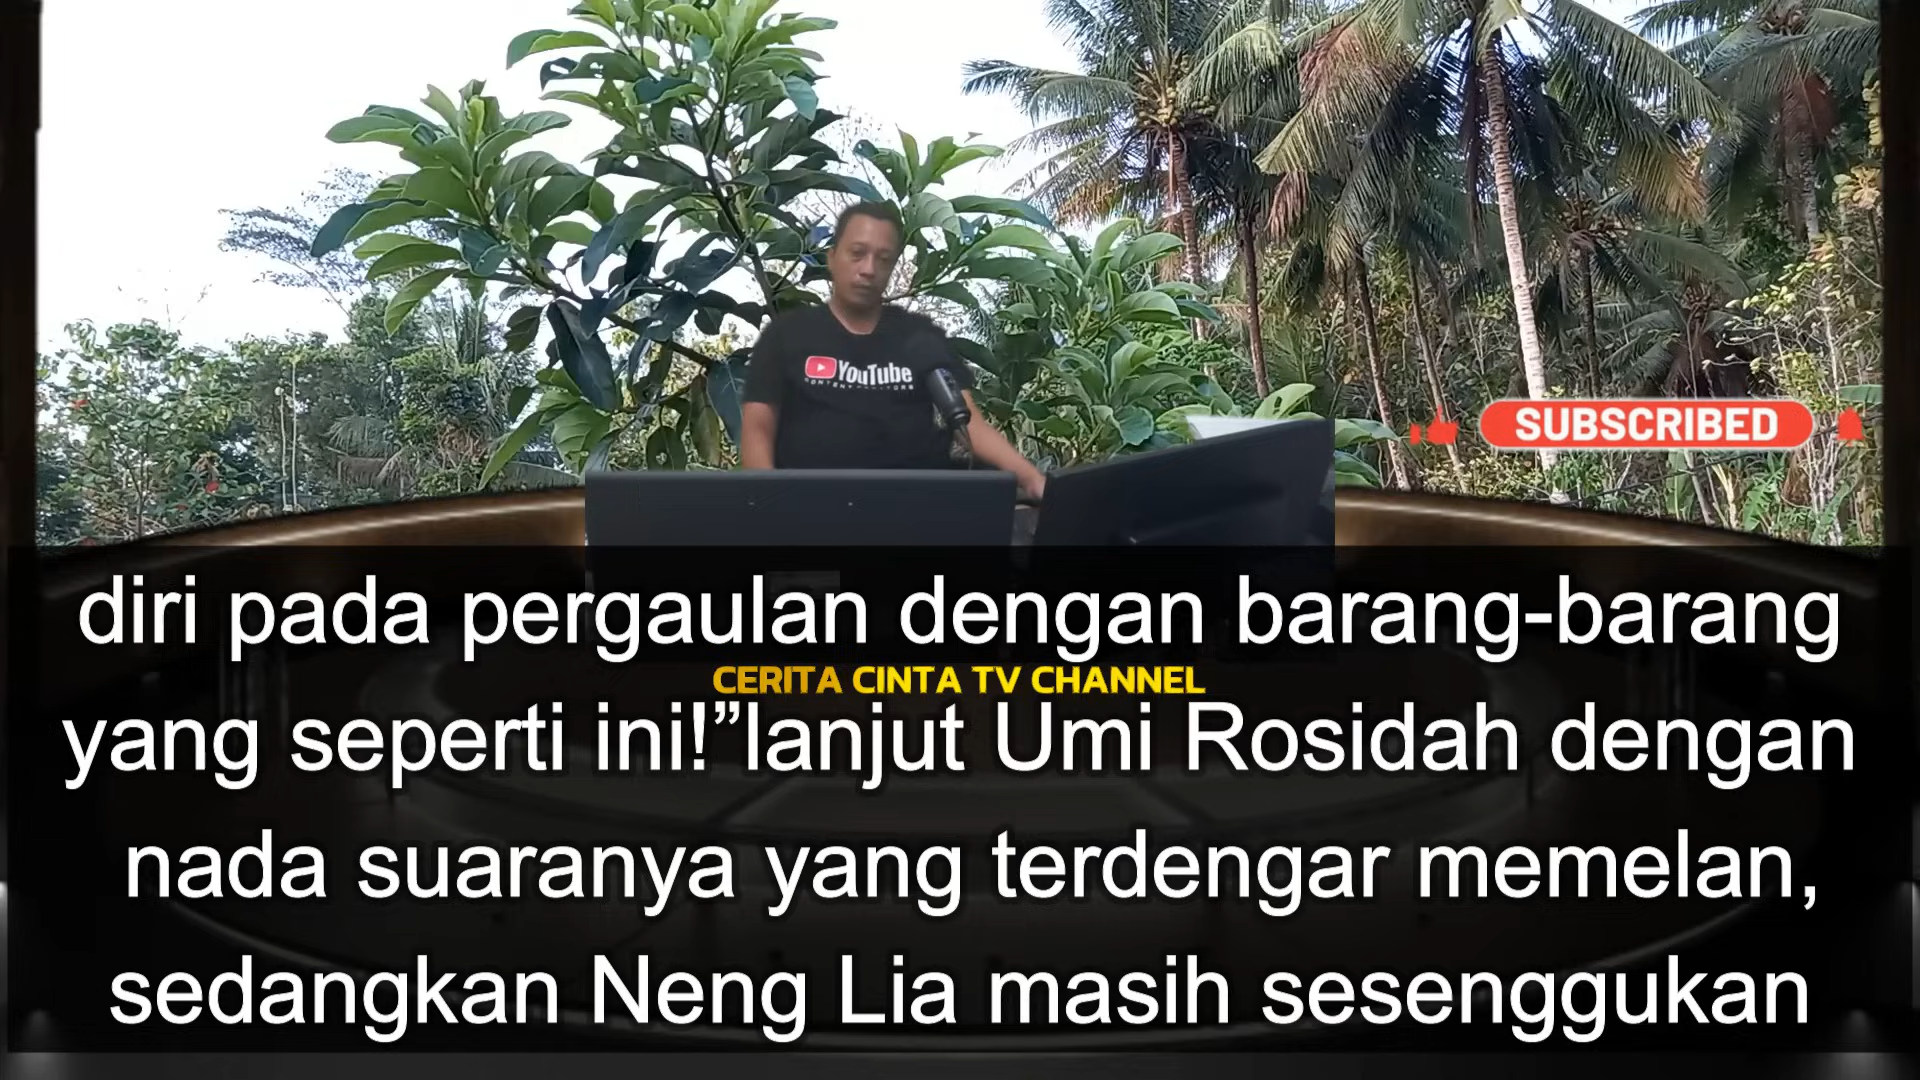 YouTube
SUBSCRIBED
diri pada pergaulan dengan barang-barang
CERITA CINTA TV CHANNEL
yang seperti ini!”lanjut Umi Rosidah dengan
nada suaranya yang terdengar memelan,
sedangkan Neng Lia masih sesenggukan